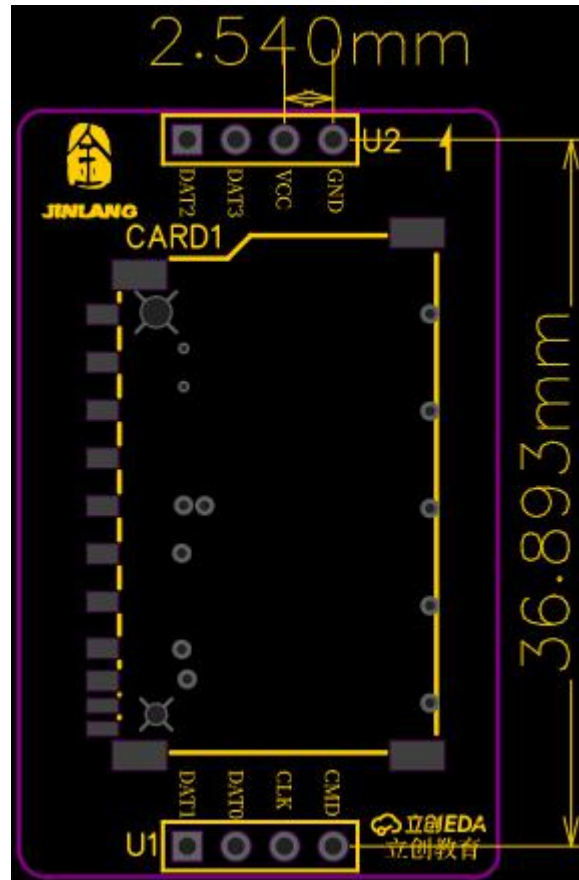 2.540mm
U2
1
JINLANG
DAT2
DAT3
VCC
GND
CARD1
36.893mm
DAT1
DAT0
CLK
CMD
U1
立创EDA
立创教育